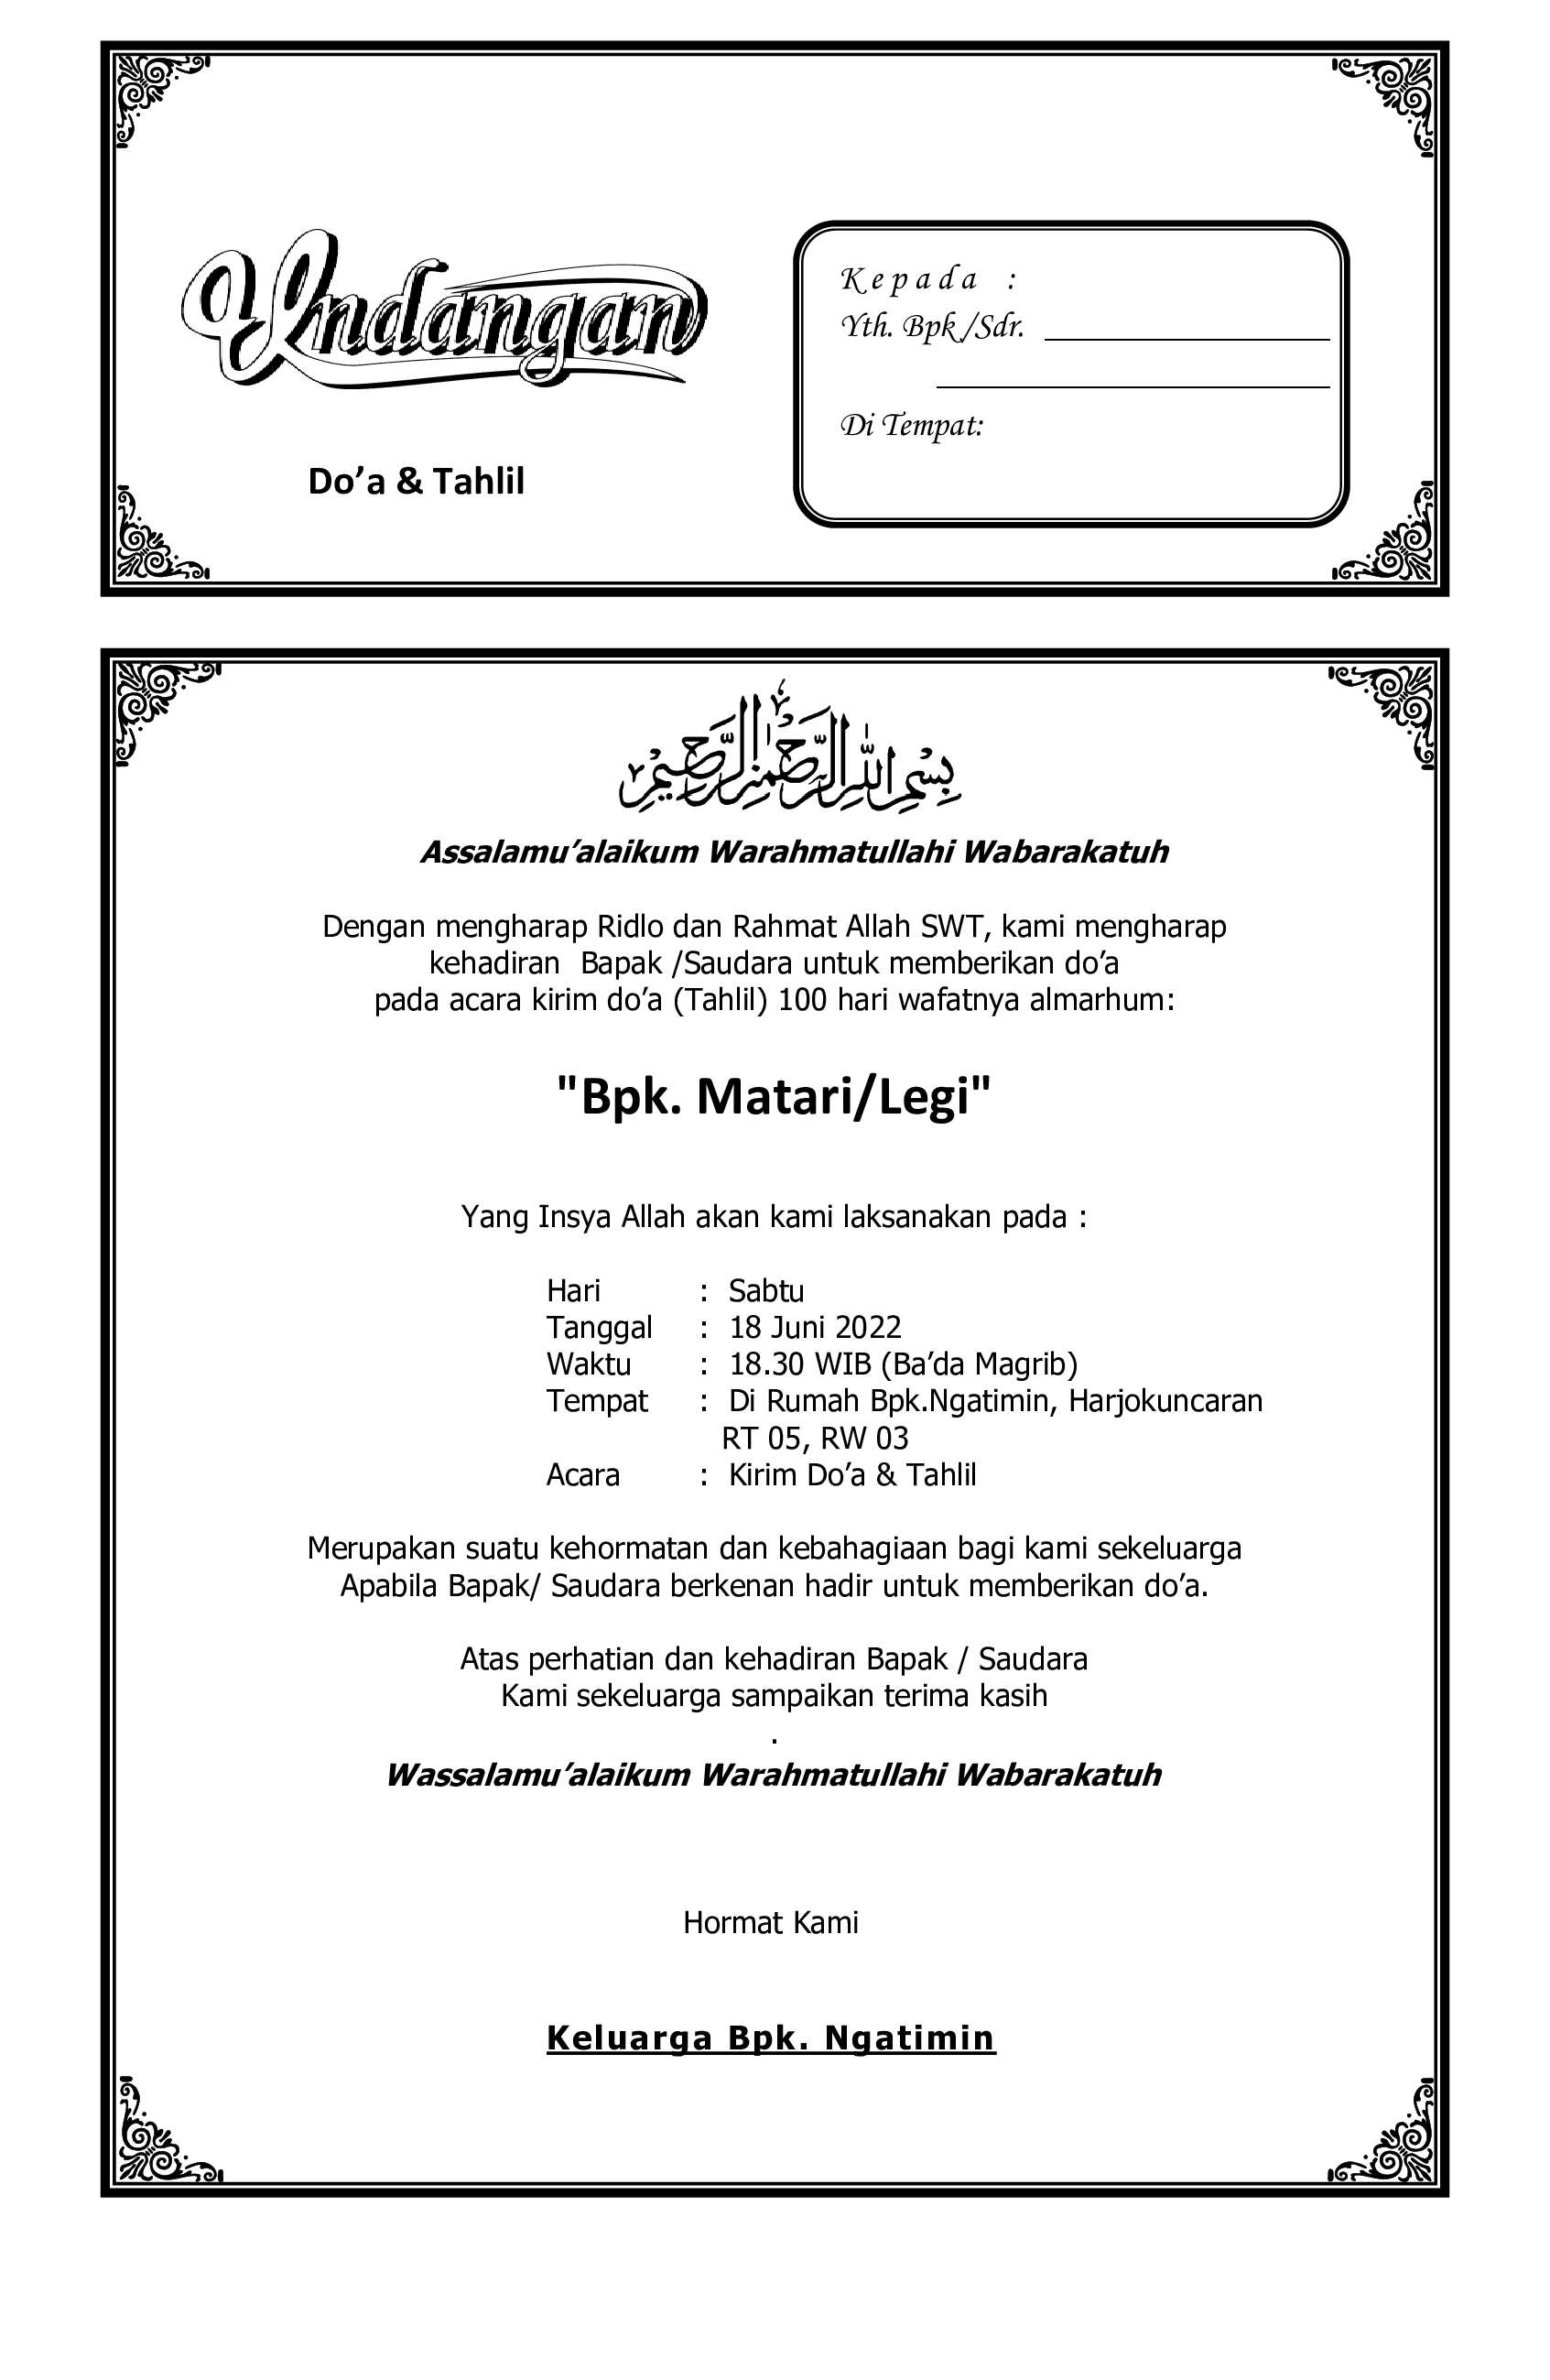 Undangan
Do’a & Tahlil
Kepada :
Yth. Bpk/Sdr. ____________________
____________________
Di Tempat:
بِسْمِ اللهِ الرَّحْمٰنِ الرَّحِيْمِ
Assalamu’alaikum Warahmatullahi Wabarakatuh
Dengan mengharap Ridlo dan Rahmat Allah SWT, kami mengharap
kehadiran  Bapak /Saudara untuk memberikan do’a
pada acara kirim do’a (Tahlil) 100 hari wafatnya almarhum:
"Bpk. Matari/Legi"
Yang Insya Allah akan kami laksanakan pada :
Hari : Sabtu
Tanggal : 18 Juni 2022
Waktu : 18.30 WIB (Ba’da Magrib)
Tempat : Di Rumah Bpk.Ngatimin, Harjokuncaran
RT 05, RW 03
Acara : Kirim Do’a & Tahlil
Merupakan suatu kehormatan dan kebahagiaan bagi kami sekeluarga
Apabila Bapak/ Saudara berkenan hadir untuk memberikan do’a.
Atas perhatian dan kehadiran Bapak / Saudara
Kami sekeluarga sampaikan terima kasih
.
Wassalamu’alaikum Warahmatullahi Wabarakatuh
Hormat Kami
Keluarga Bpk. Ngatimin